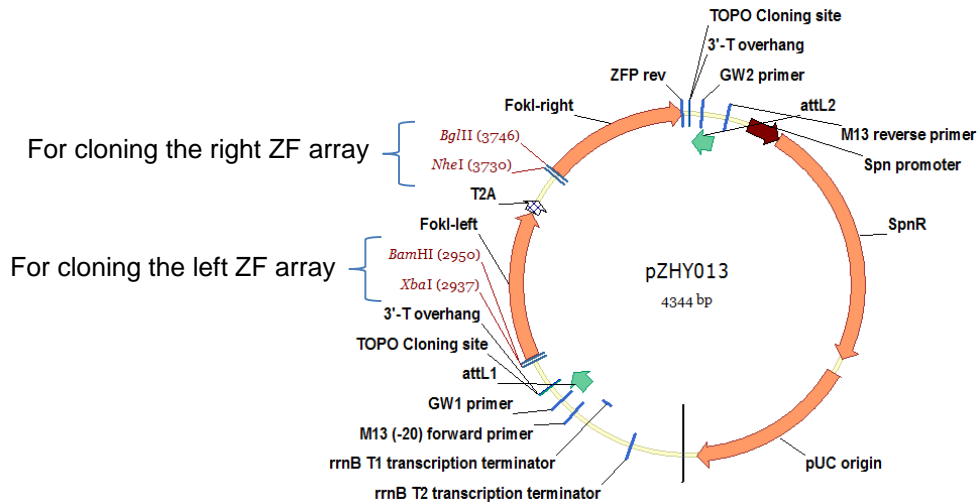 TOPO Cloning site
3'-T overhang
ZFP rev
GW2 primer
FokI-right
attL2
For cloning the right ZF array
BglII (3746)
M13 reverse primer
NheI (3730)
Spn promoter
T2A
FokI-left
SpnR
For cloning the left ZF array
BamHI (2950)
pZHY013
XbaI (2937)
4344 bp
3'-T overhang
TOPO Cloning site
attL1
GW1 primer
M13 (-20) forward primer
rrnB T1 transcription terminator
pUC origin
rrnB T2 transcription terminator